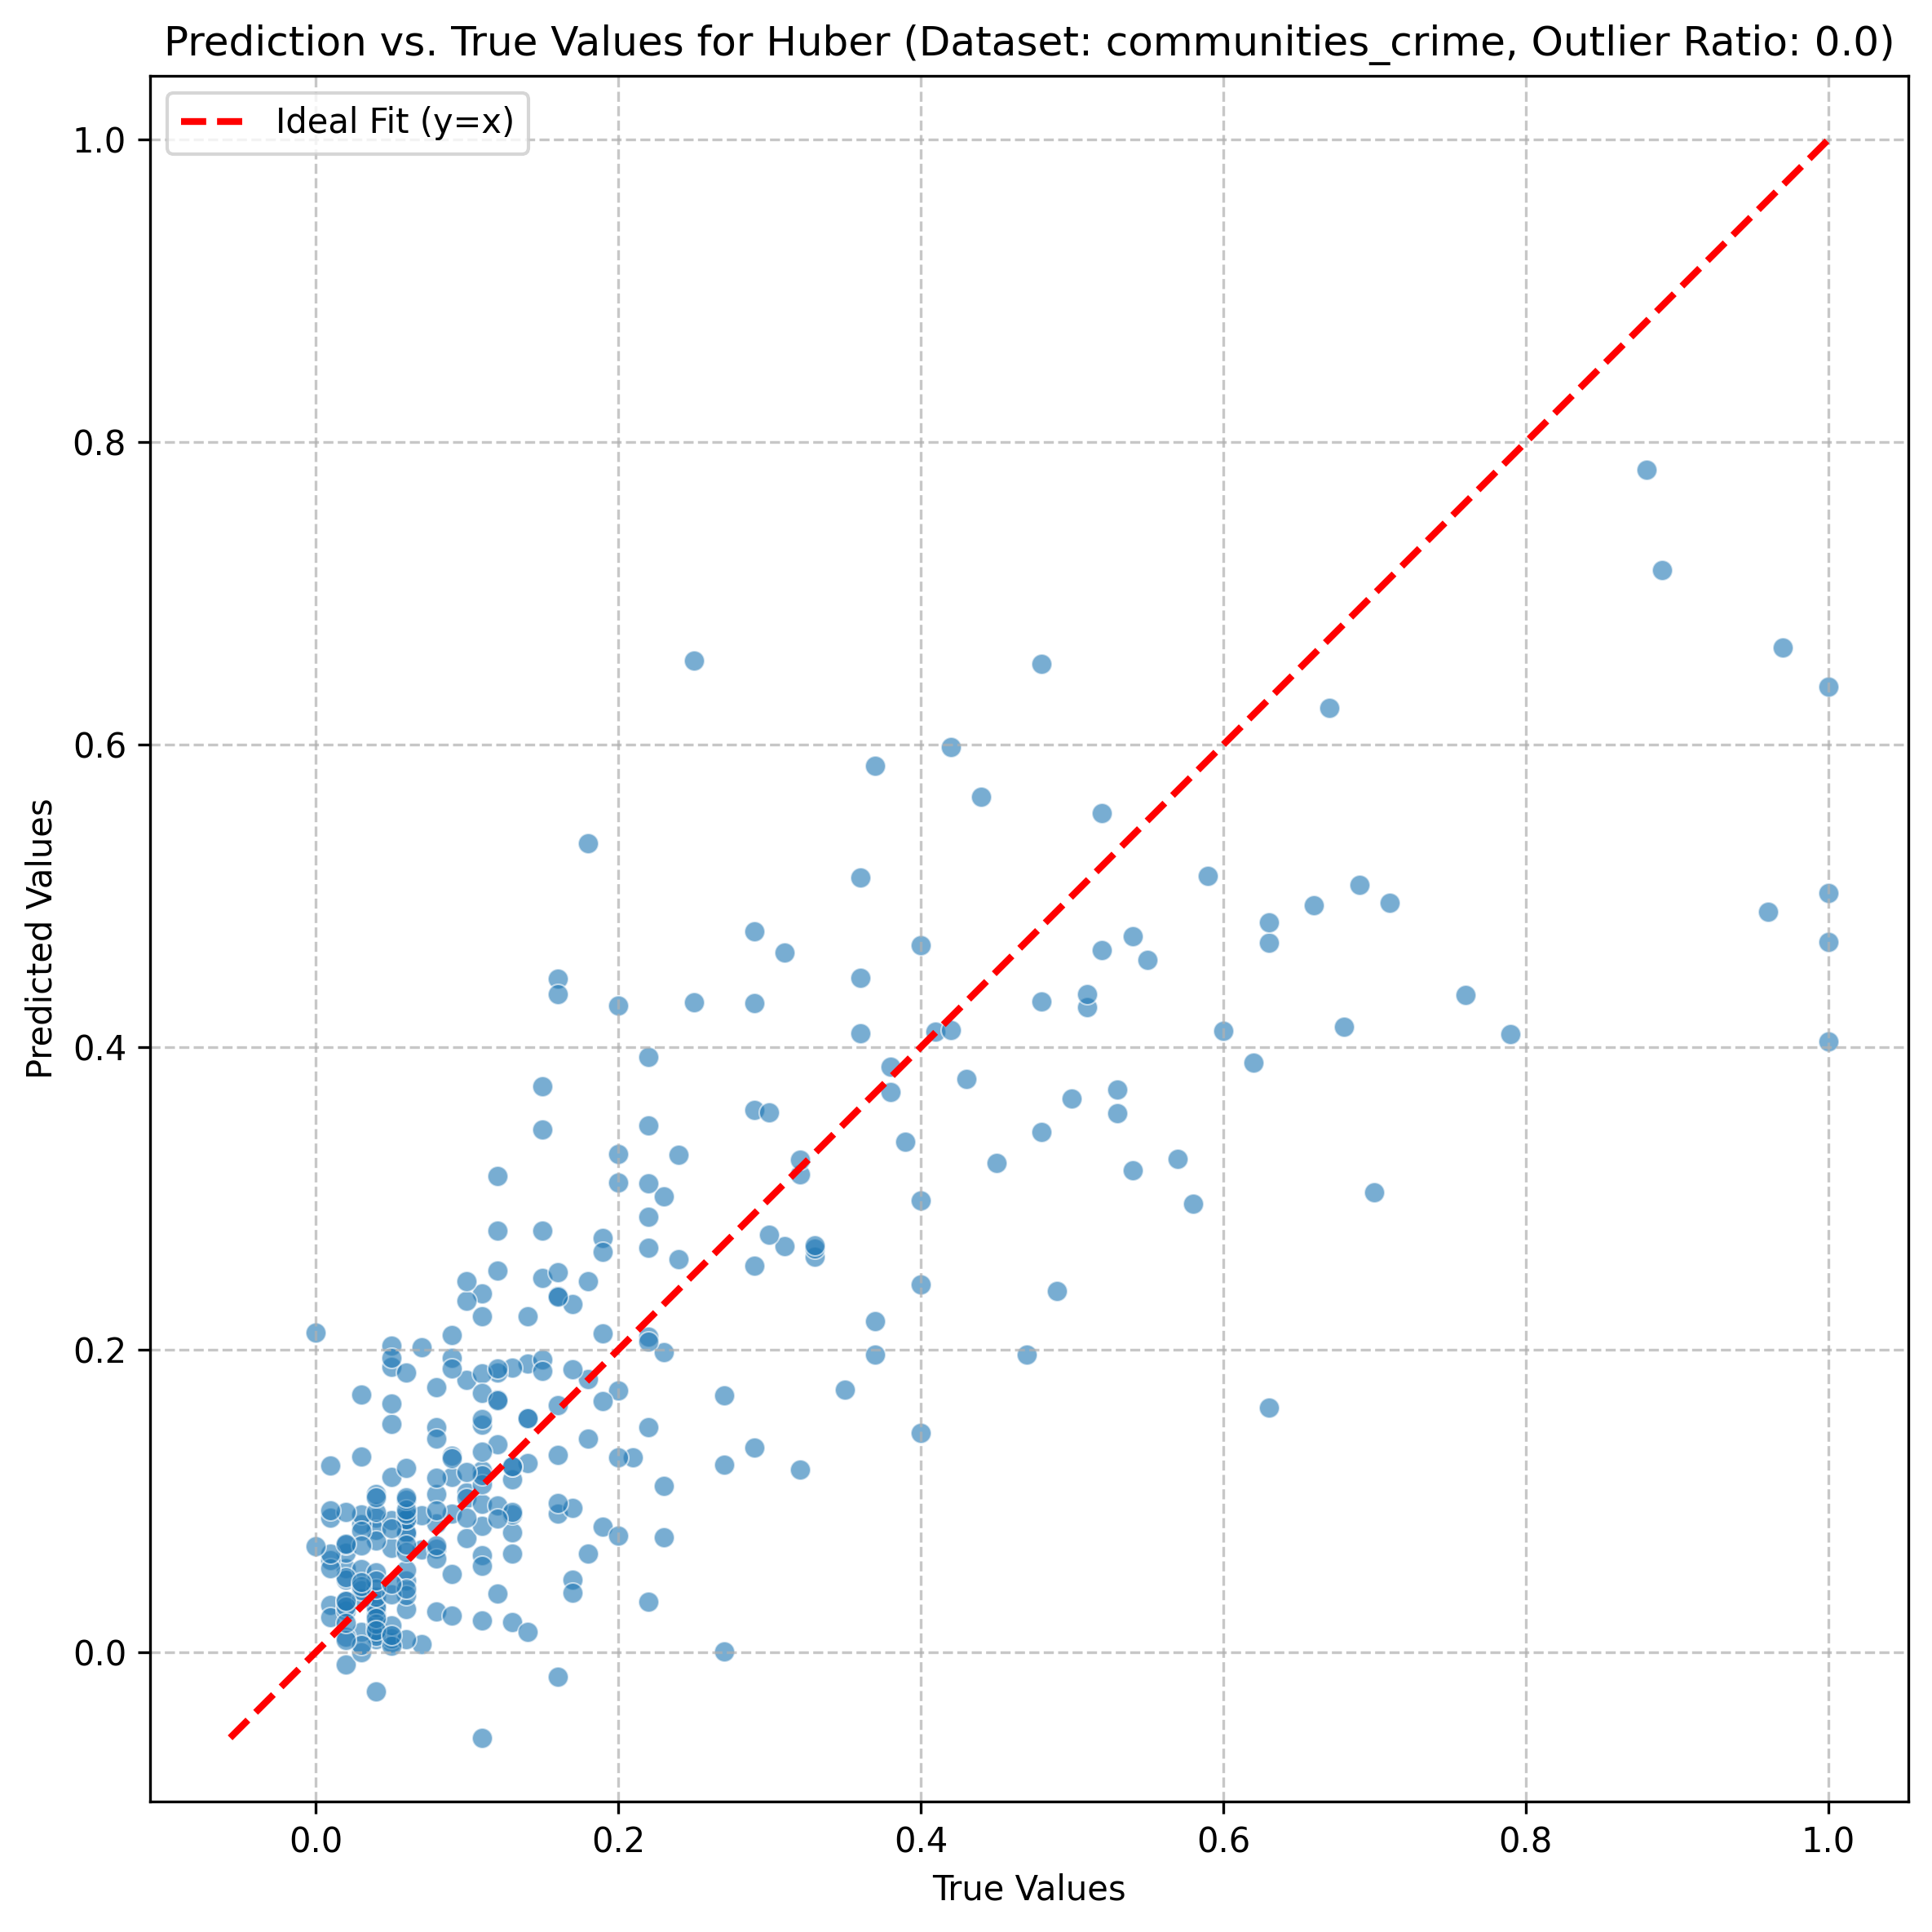 Prediction vs. True Values for Huber (Dataset: communities_crime, Outlier Ratio: 0.0)
Ideal Fit (y=x)
1.0
0.8
0.6
0.4
0.2
0.0
Predicted Values
0.0 0.2 0.4 0.6 0.8 1.0
True Values